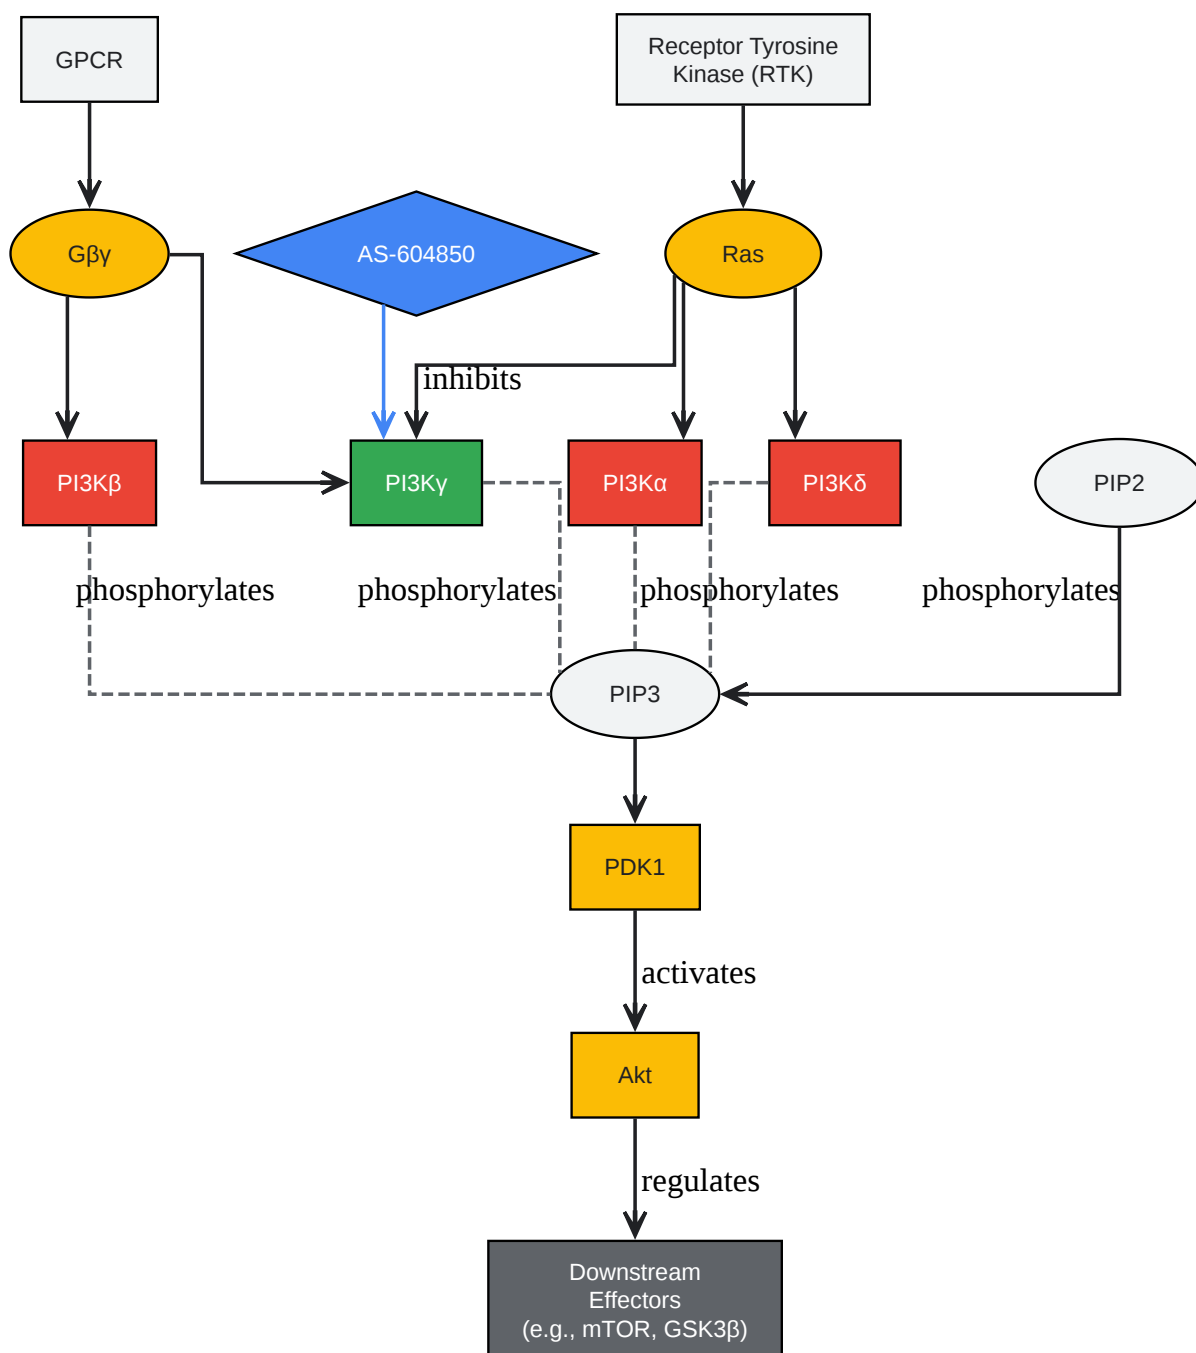 GPCR
Receptor Tyrosine
Kinase (RTK)
Gβγ
AS-604850
Ras
inhibits
PI3Kβ
PI3Kγ
PI3Kα
PI3Kδ
PIP2
phosphorylates
phosphorylates
phosphorylates
phosphorylates
PIP3
PDK1
activates
Akt
regulates
Downstream
Effectors
(e.g., mTOR, GSK3β)